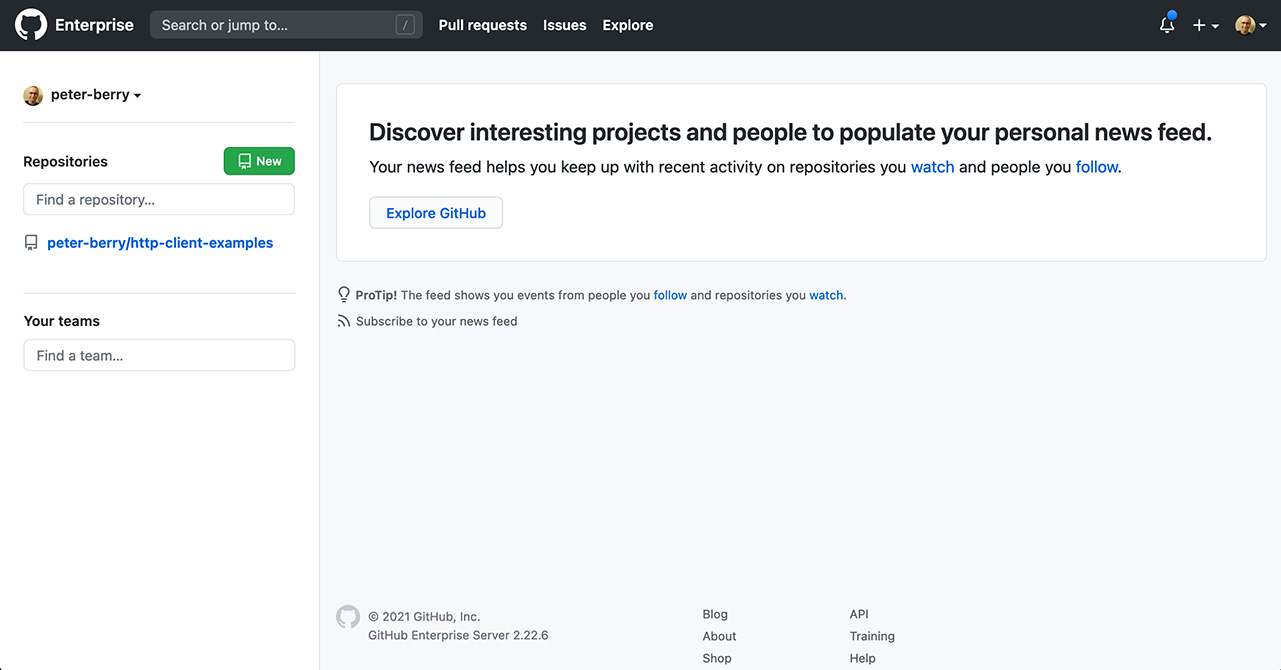 Enterprise
Search or jump to...
/
Pull requests
Issues
Explore
peter-berry
Repositories
New
Find a repository...
peter-berry/http-client-examples
Your teams
Find a team...
Discover interesting projects and people to populate your personal news feed.
Your news feed helps you keep up with recent activity on repositories you watch and people you follow.
Explore GitHub
ProTip! The feed shows you events from people you follow and repositories you watch.
Subscribe to your news feed
© 2021 GitHub, Inc.
GitHub Enterprise Server 2.22.6
Blog
About
Shop
API
Training
Help